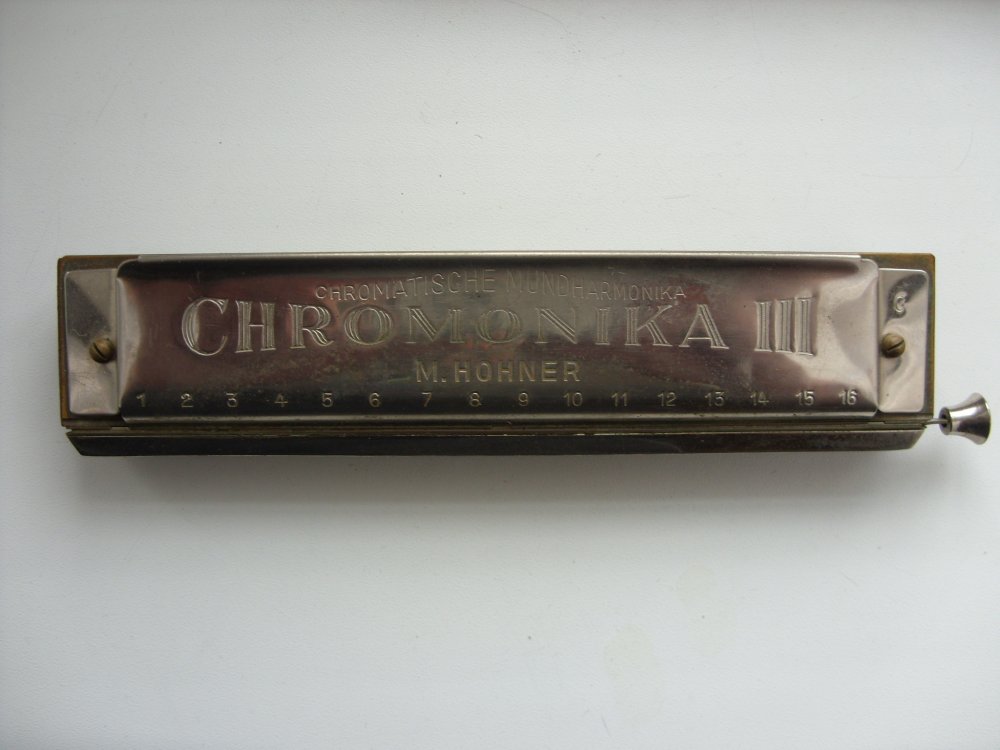 CHROMATISCHE MUNDHARMONIKA
C
CHROMONIKA III
M. HOHNER
1 2 3 4 5 6 7 8 9 10 11 12 13 14 15 16